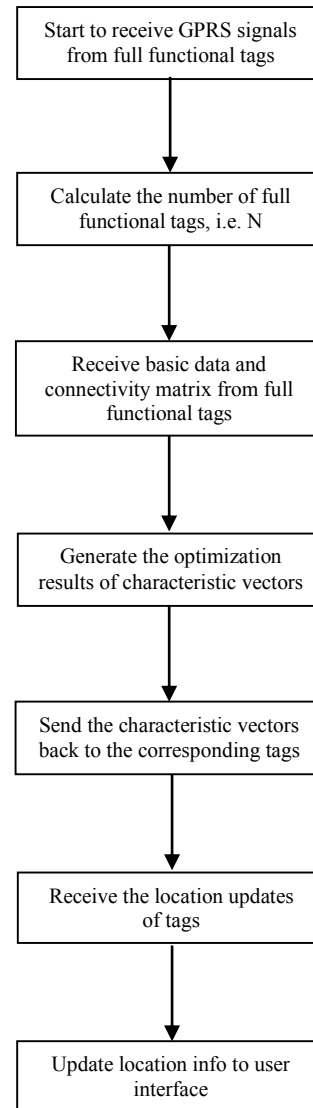 Start to receive GPRS signals
from full functional tags
Calculate the number of full
functional tags, i.e. N
Receive basic data and
connectivity matrix from full
functional tags
Generate the optimization
results of characteristic vectors
Send the characteristic vectors
back to the corresponding tags
Receive the location updates
of tags
Update location info to user
interface